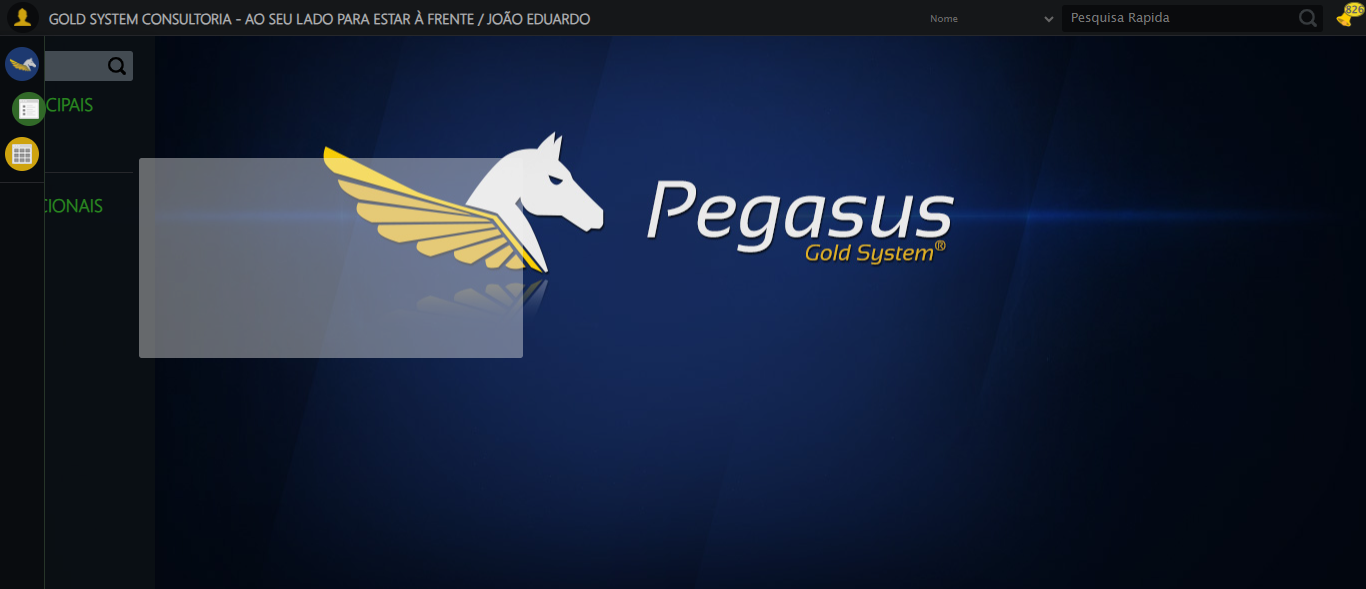 GOLD SYSTEM CONSULTORIA - AO SEU LADO PARA ESTAR À FRENTE / JOÃO EDUARDO
Nome
Pesquisa Rapida
826
CIPAIS
CIONAIS
Pegasus
Gold System®